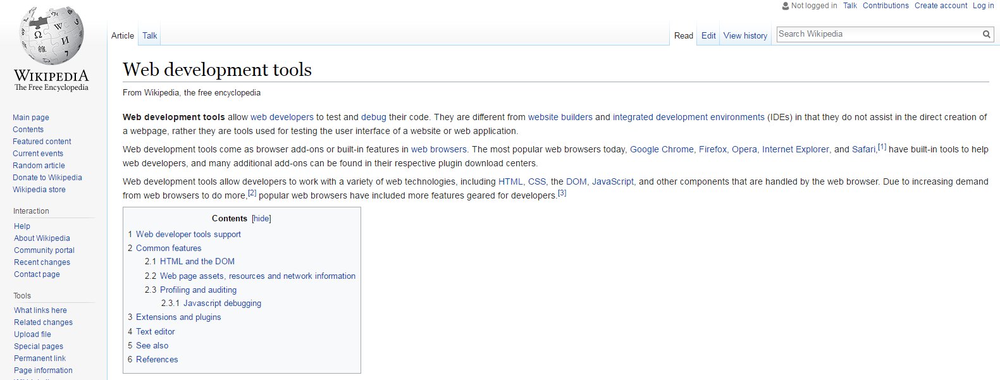 Not logged in Talk Contributions Create account Log in
Article Talk Read Edit View history Search Wikipedia
WIKIPEDIA
The Free Encyclopedia
Main page
Contents
Featured content
Current events
Random article
Donate to Wikipedia
Wikipedia store
Interaction
Help
About Wikipedia
Community portal
Recent changes
Contact page
Tools
What links here
Related changes
Upload file
Special pages
Permanent link
Page information
Web development tools
From Wikipedia, the free encyclopedia
Web development tools allow web developers to test and debug their code. They are different from website builders and integrated development environments (IDEs) in that they do not assist in the direct creation of
a webpage, rather they are tools used for testing the user interface of a website or web application.
Web development tools come as browser add-ons or built-in features in web browsers. The most popular web browsers today, Google Chrome, Firefox, Opera, Internet Explorer, and Safari,[1] have built-in tools to help
web developers, and many additional add-ons can be found in their respective plugin download centers.
Web development tools allow developers to work with a variety of web technologies, including HTML, CSS, the DOM, JavaScript, and other components that are handled by the web browser. Due to increasing demand
from web browsers to do more,[2] popular web browsers have included more features geared for developers.[3]
Contents [hide]
1 Web developer tools support
2 Common features
2.1 HTML and the DOM
2.2 Web page assets, resources and network information
2.3 Profiling and auditing
2.3.1 Javascript debugging
3 Extensions and plugins
4 Text editor
5 See also
6 References